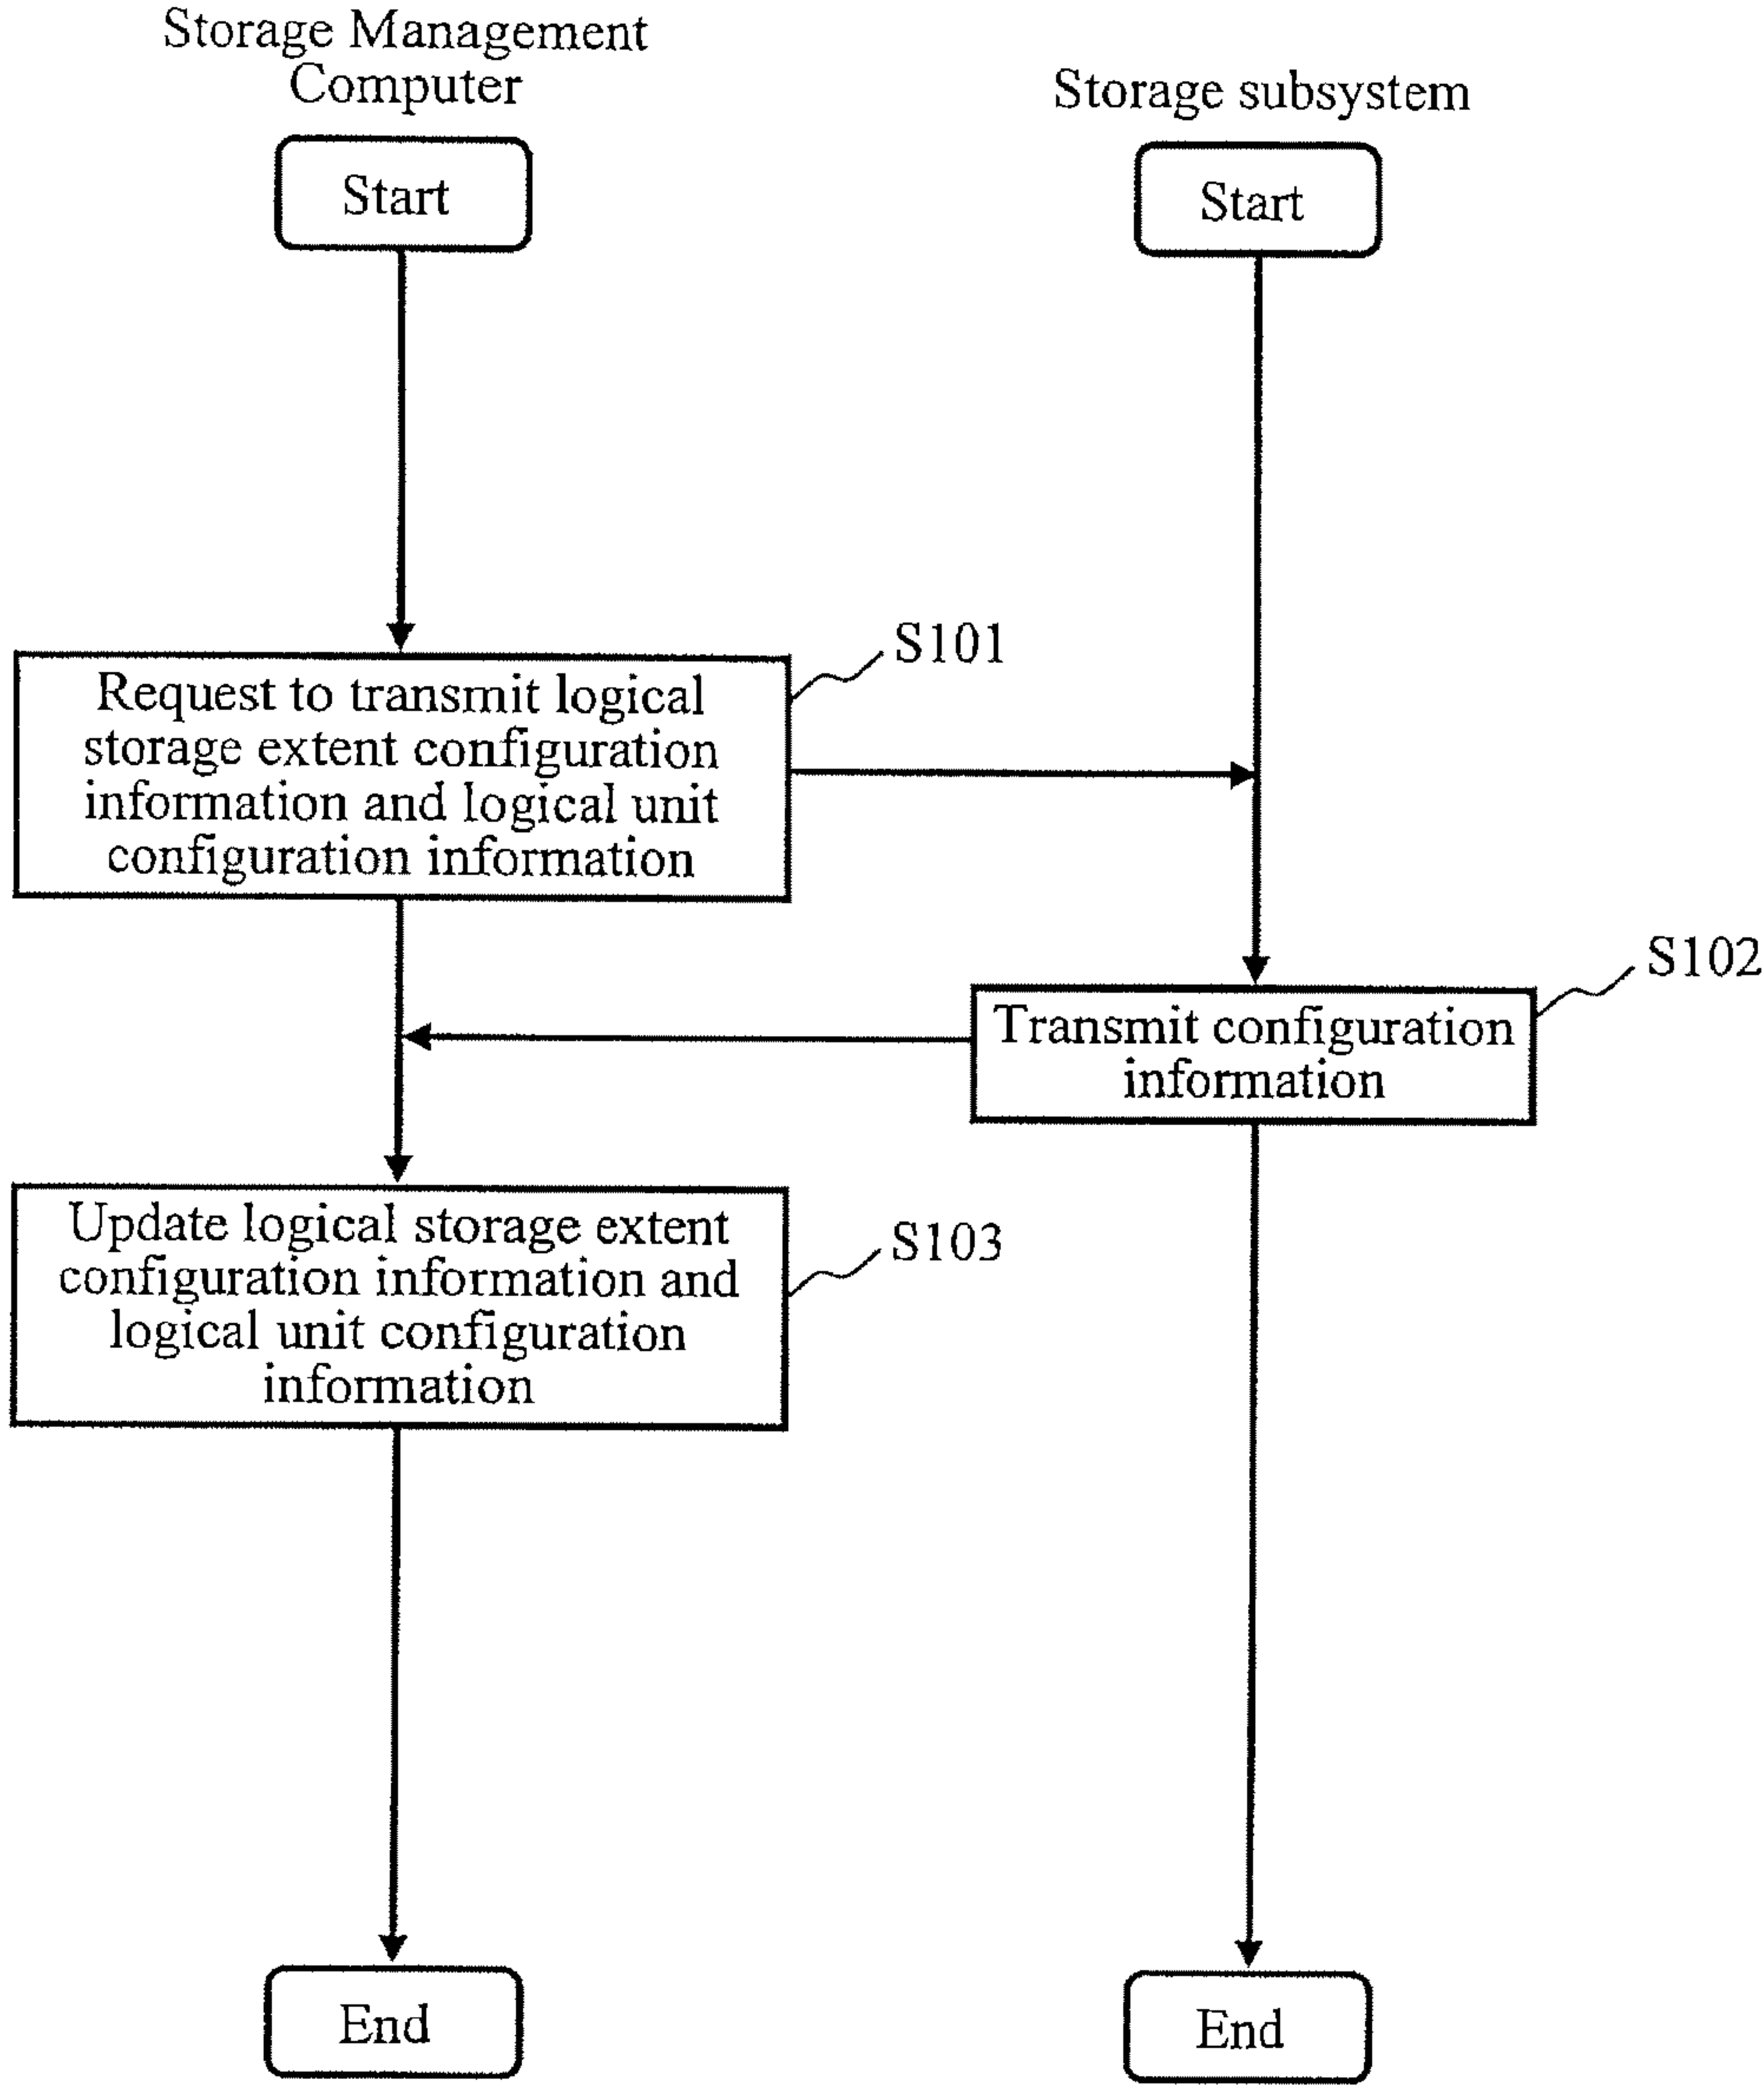 Storage Management
Computer
Storage subsystem
Start
Start
S101
Request to transmit logical
storage extent configuration
information and logical unit
configuration information
S102
Transmit configuration
information
S103
Update logical storage extent
configuration information and
logical unit configuration
information
End
End